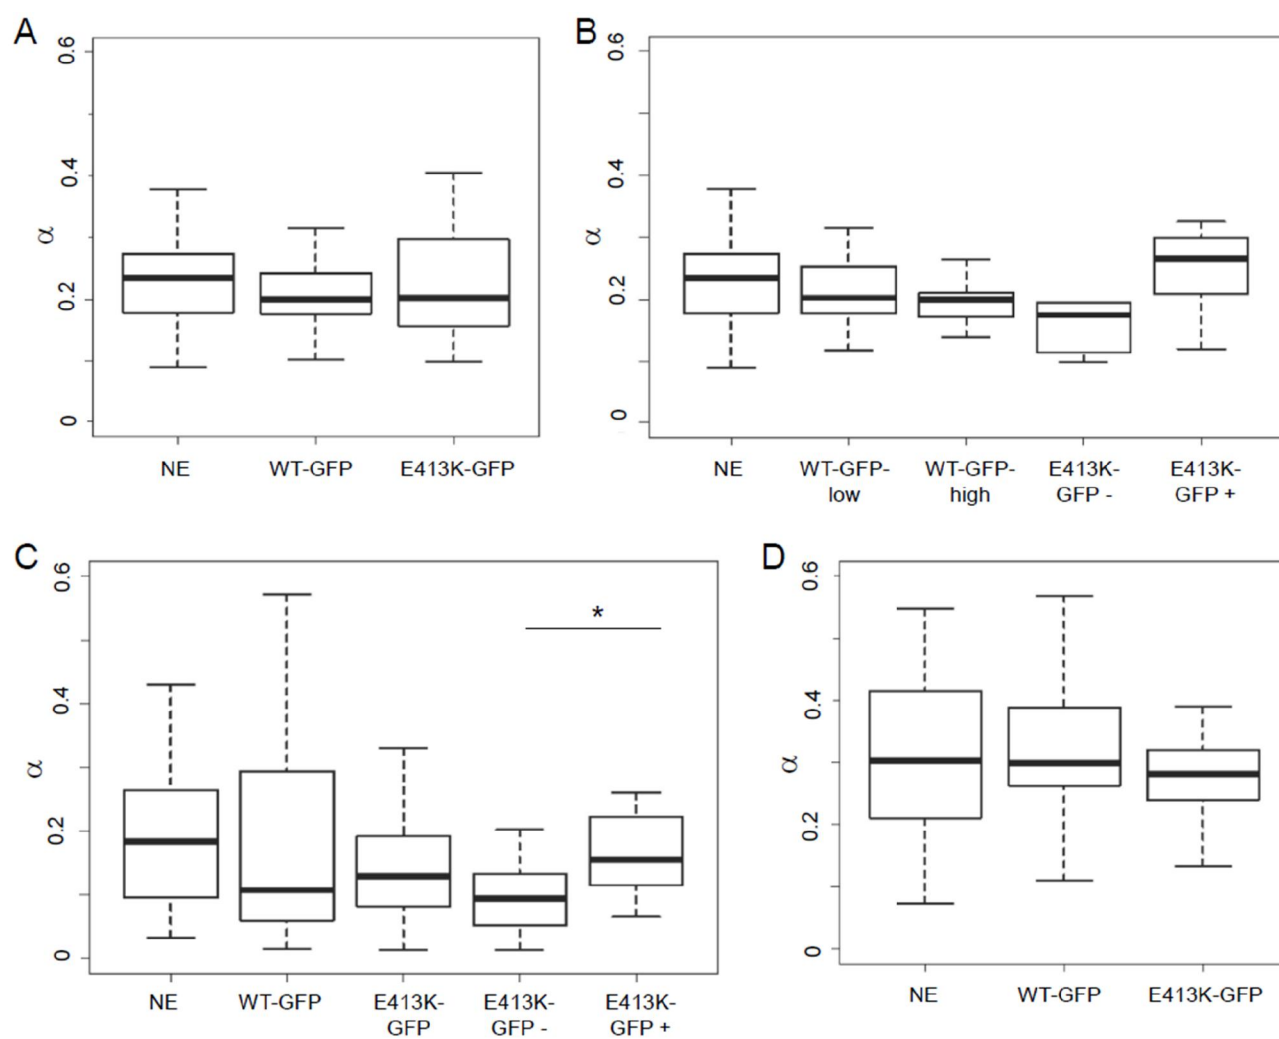 A
0.6
0.4
0.2
0
α
NE
WT-GFP
E413K-GFP
B
0.6
0.4
0.2
0
α
NE
WT-GFP-
low
WT-GFP-
high
E413K-
GFP -
E413K-
GFP +
C
0.6
0.4
0.2
0
α
*
NE
WT-GFP
E413K-
GFP
E413K-
GFP -
E413K-
GFP +
D
0.6
0.4
0.2
0
α
NE
WT-GFP
E413K-GFP